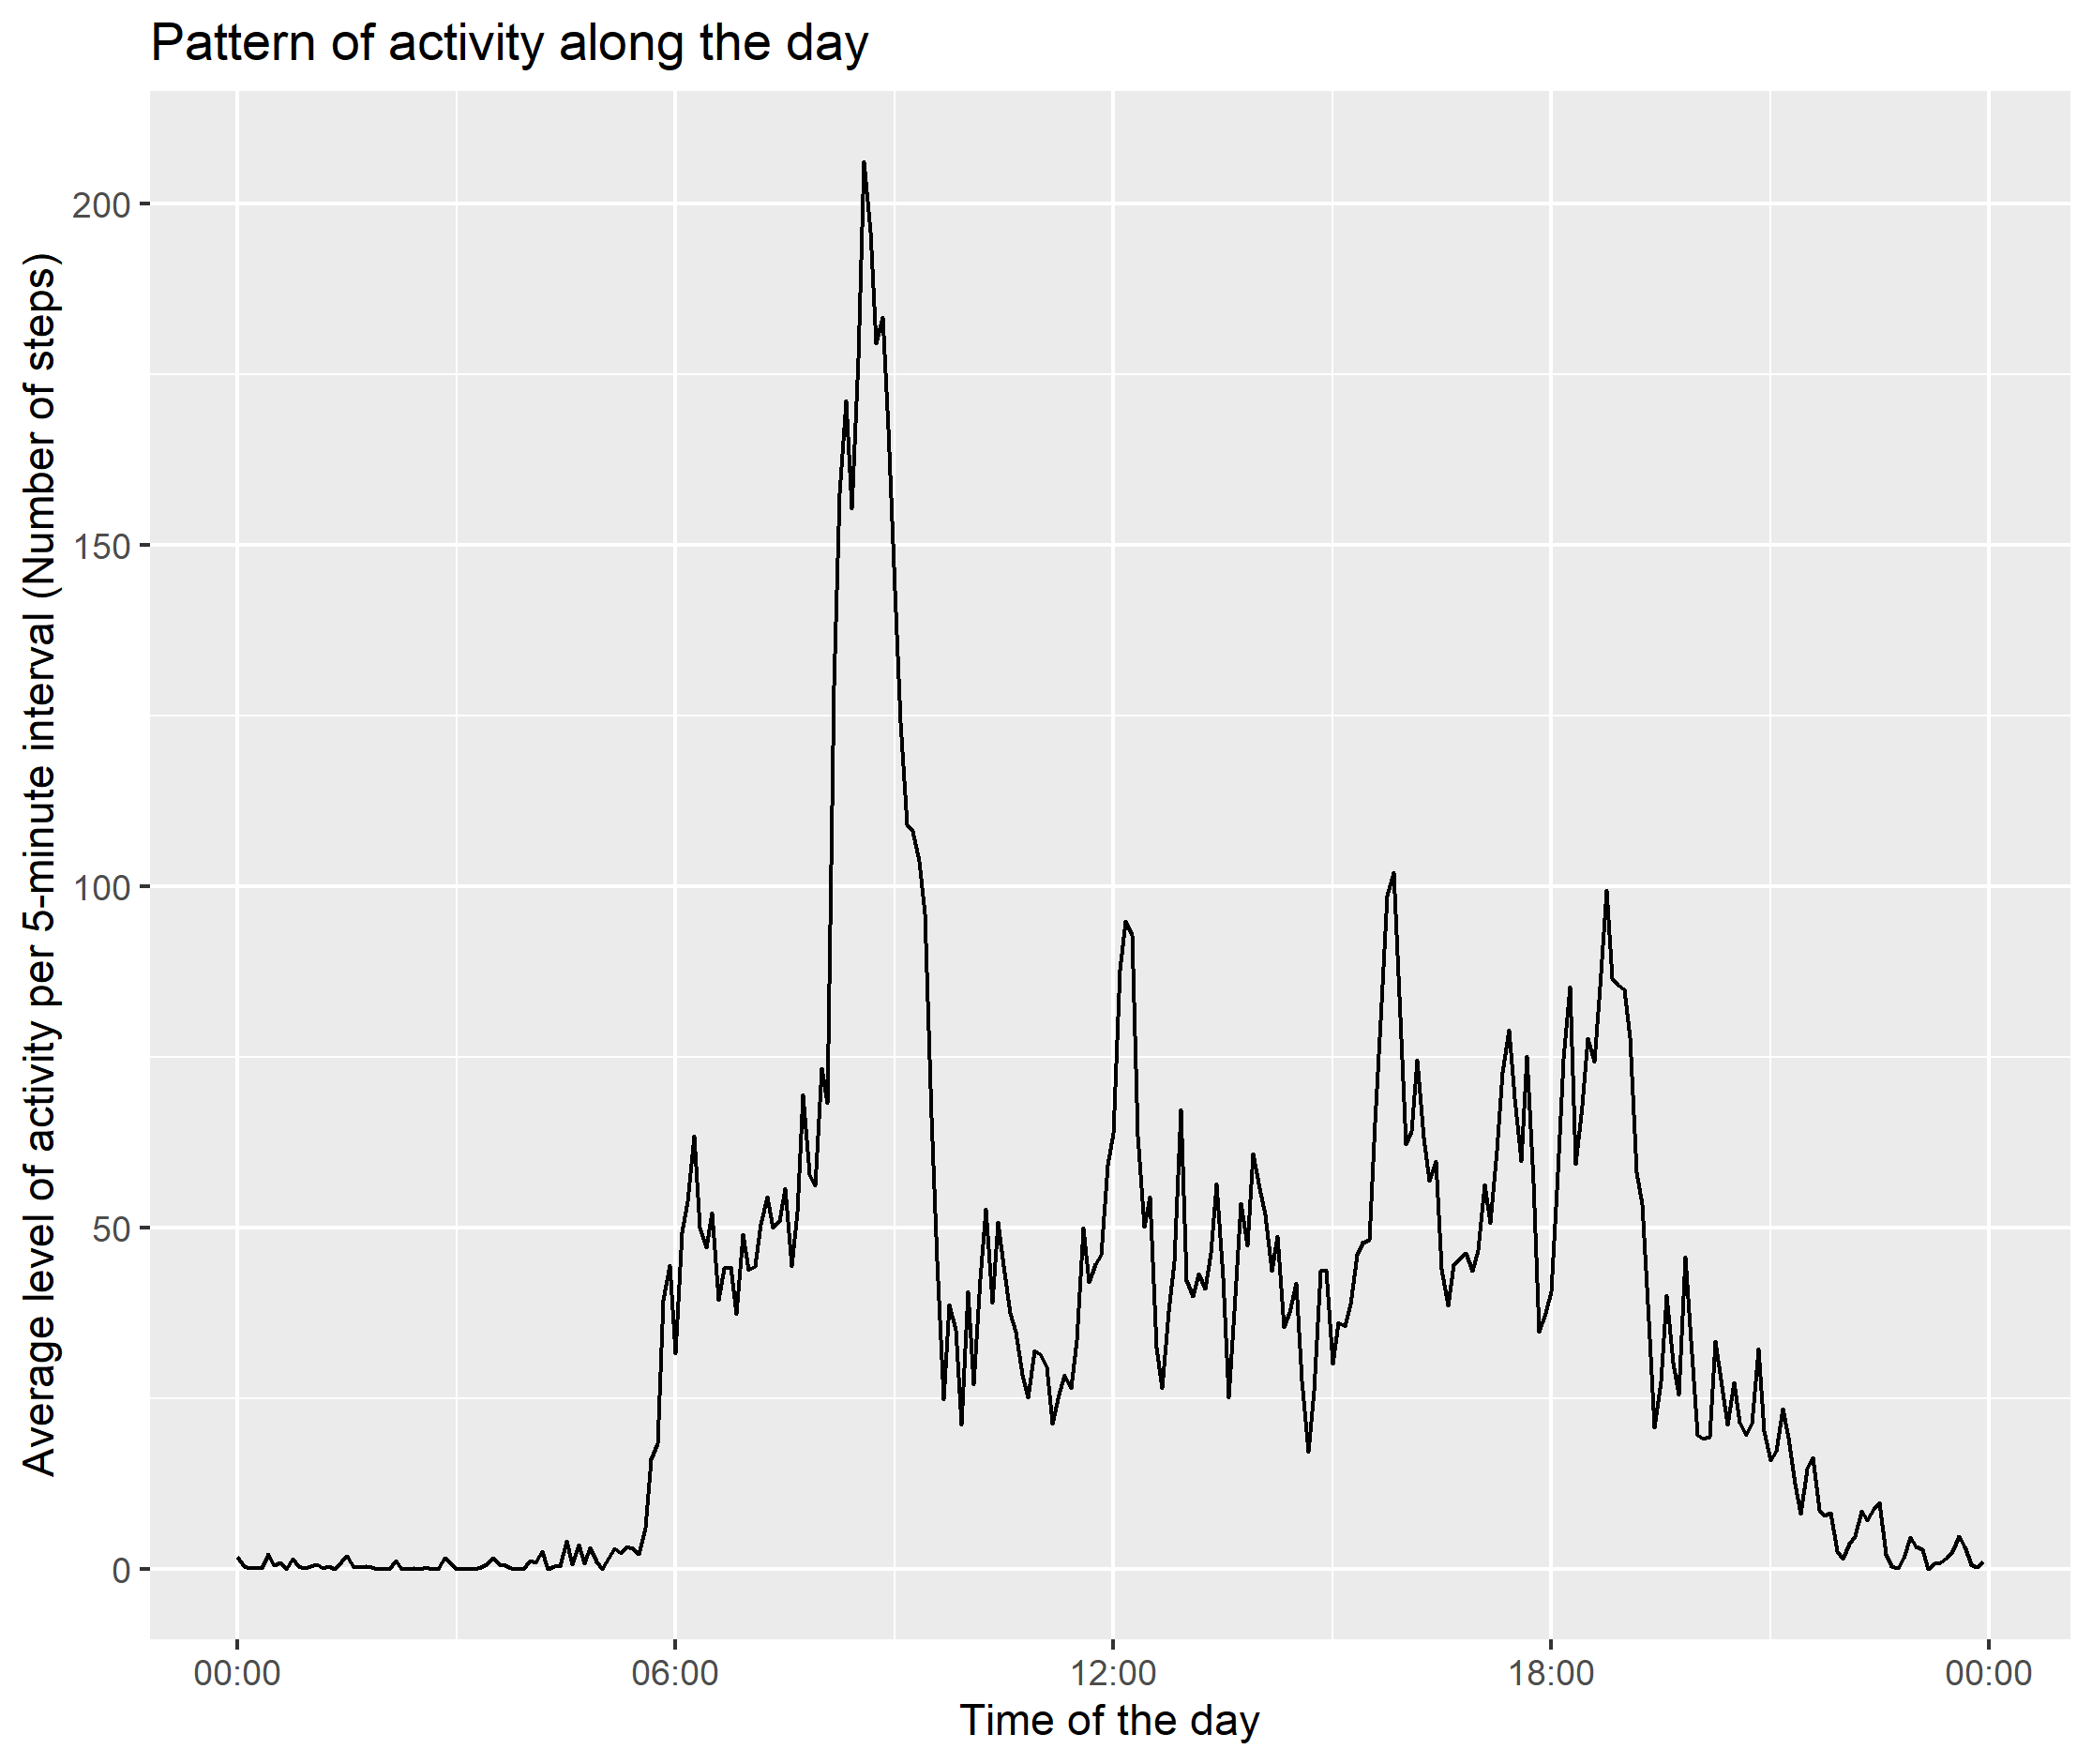 Pattern of activity along the day
Average level of activity per 5-minute interval (Number of steps)
200
150
100
50
0
00:00 06:00 12:00 18:00 00:00
Time of the day